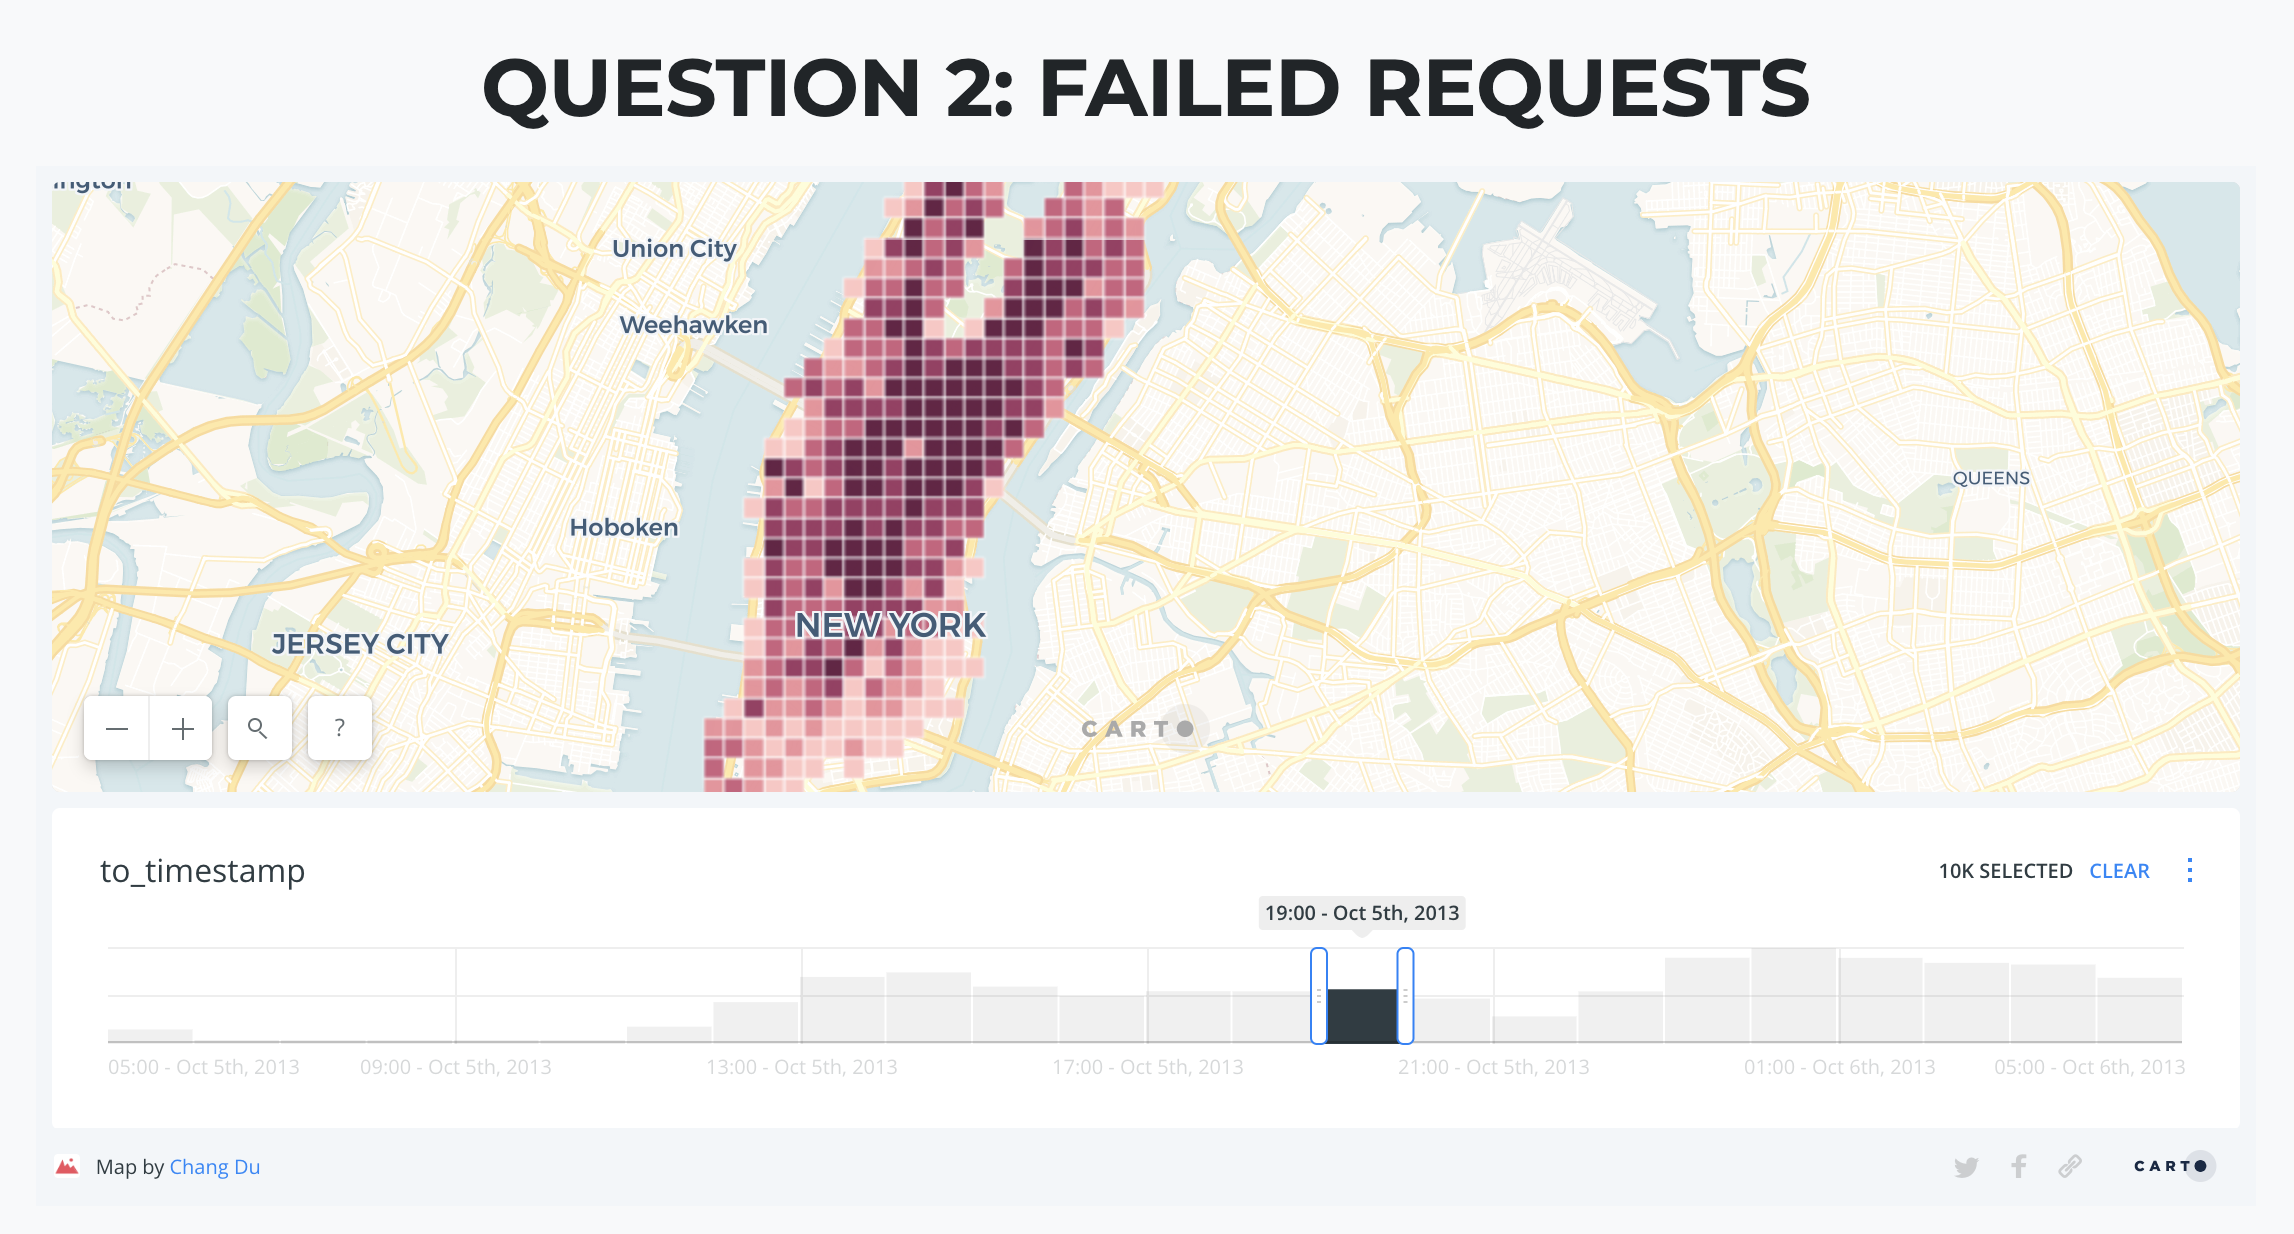 QUESTION 2: FAILED REQUESTS
Union City
Weehawken
QUEENS
Hoboken
NEW YORK
JERSEY CITY
?
CARTO
to_timestamp
10K SELECTED CLEAR
19:00 - Oct 5th, 2013
05:00 - Oct 5th, 2013 09:00 - Oct 5th, 2013 13:00 - Oct 5th, 2013 17:00 - Oct 5th, 2013 21:00 - Oct 5th, 2013 01:00 - Oct 6th, 2013 05:00 - Oct 6th, 2013
Map by Chang Du
CARTO